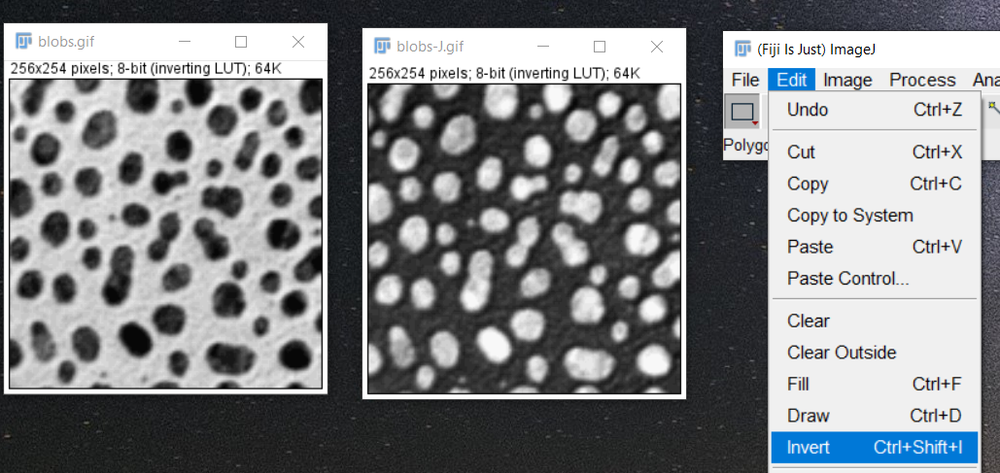 blobs.gif
256x254 pixels; 8-bit (inverting LUT); 64K
blobs-J.gif
256x254 pixels; 8-bit (inverting LUT); 64K
(Fiji Is Just) ImageJ
File Edit Image Process Ana
Polygo
Undo Ctrl+Z
Cut Ctrl+X
Copy Ctrl+C
Copy to System
Paste Ctrl+V
Paste Control...
Clear
Clear Outside
Fill Ctrl+F
Draw Ctrl+D
Invert Ctrl+Shift+I